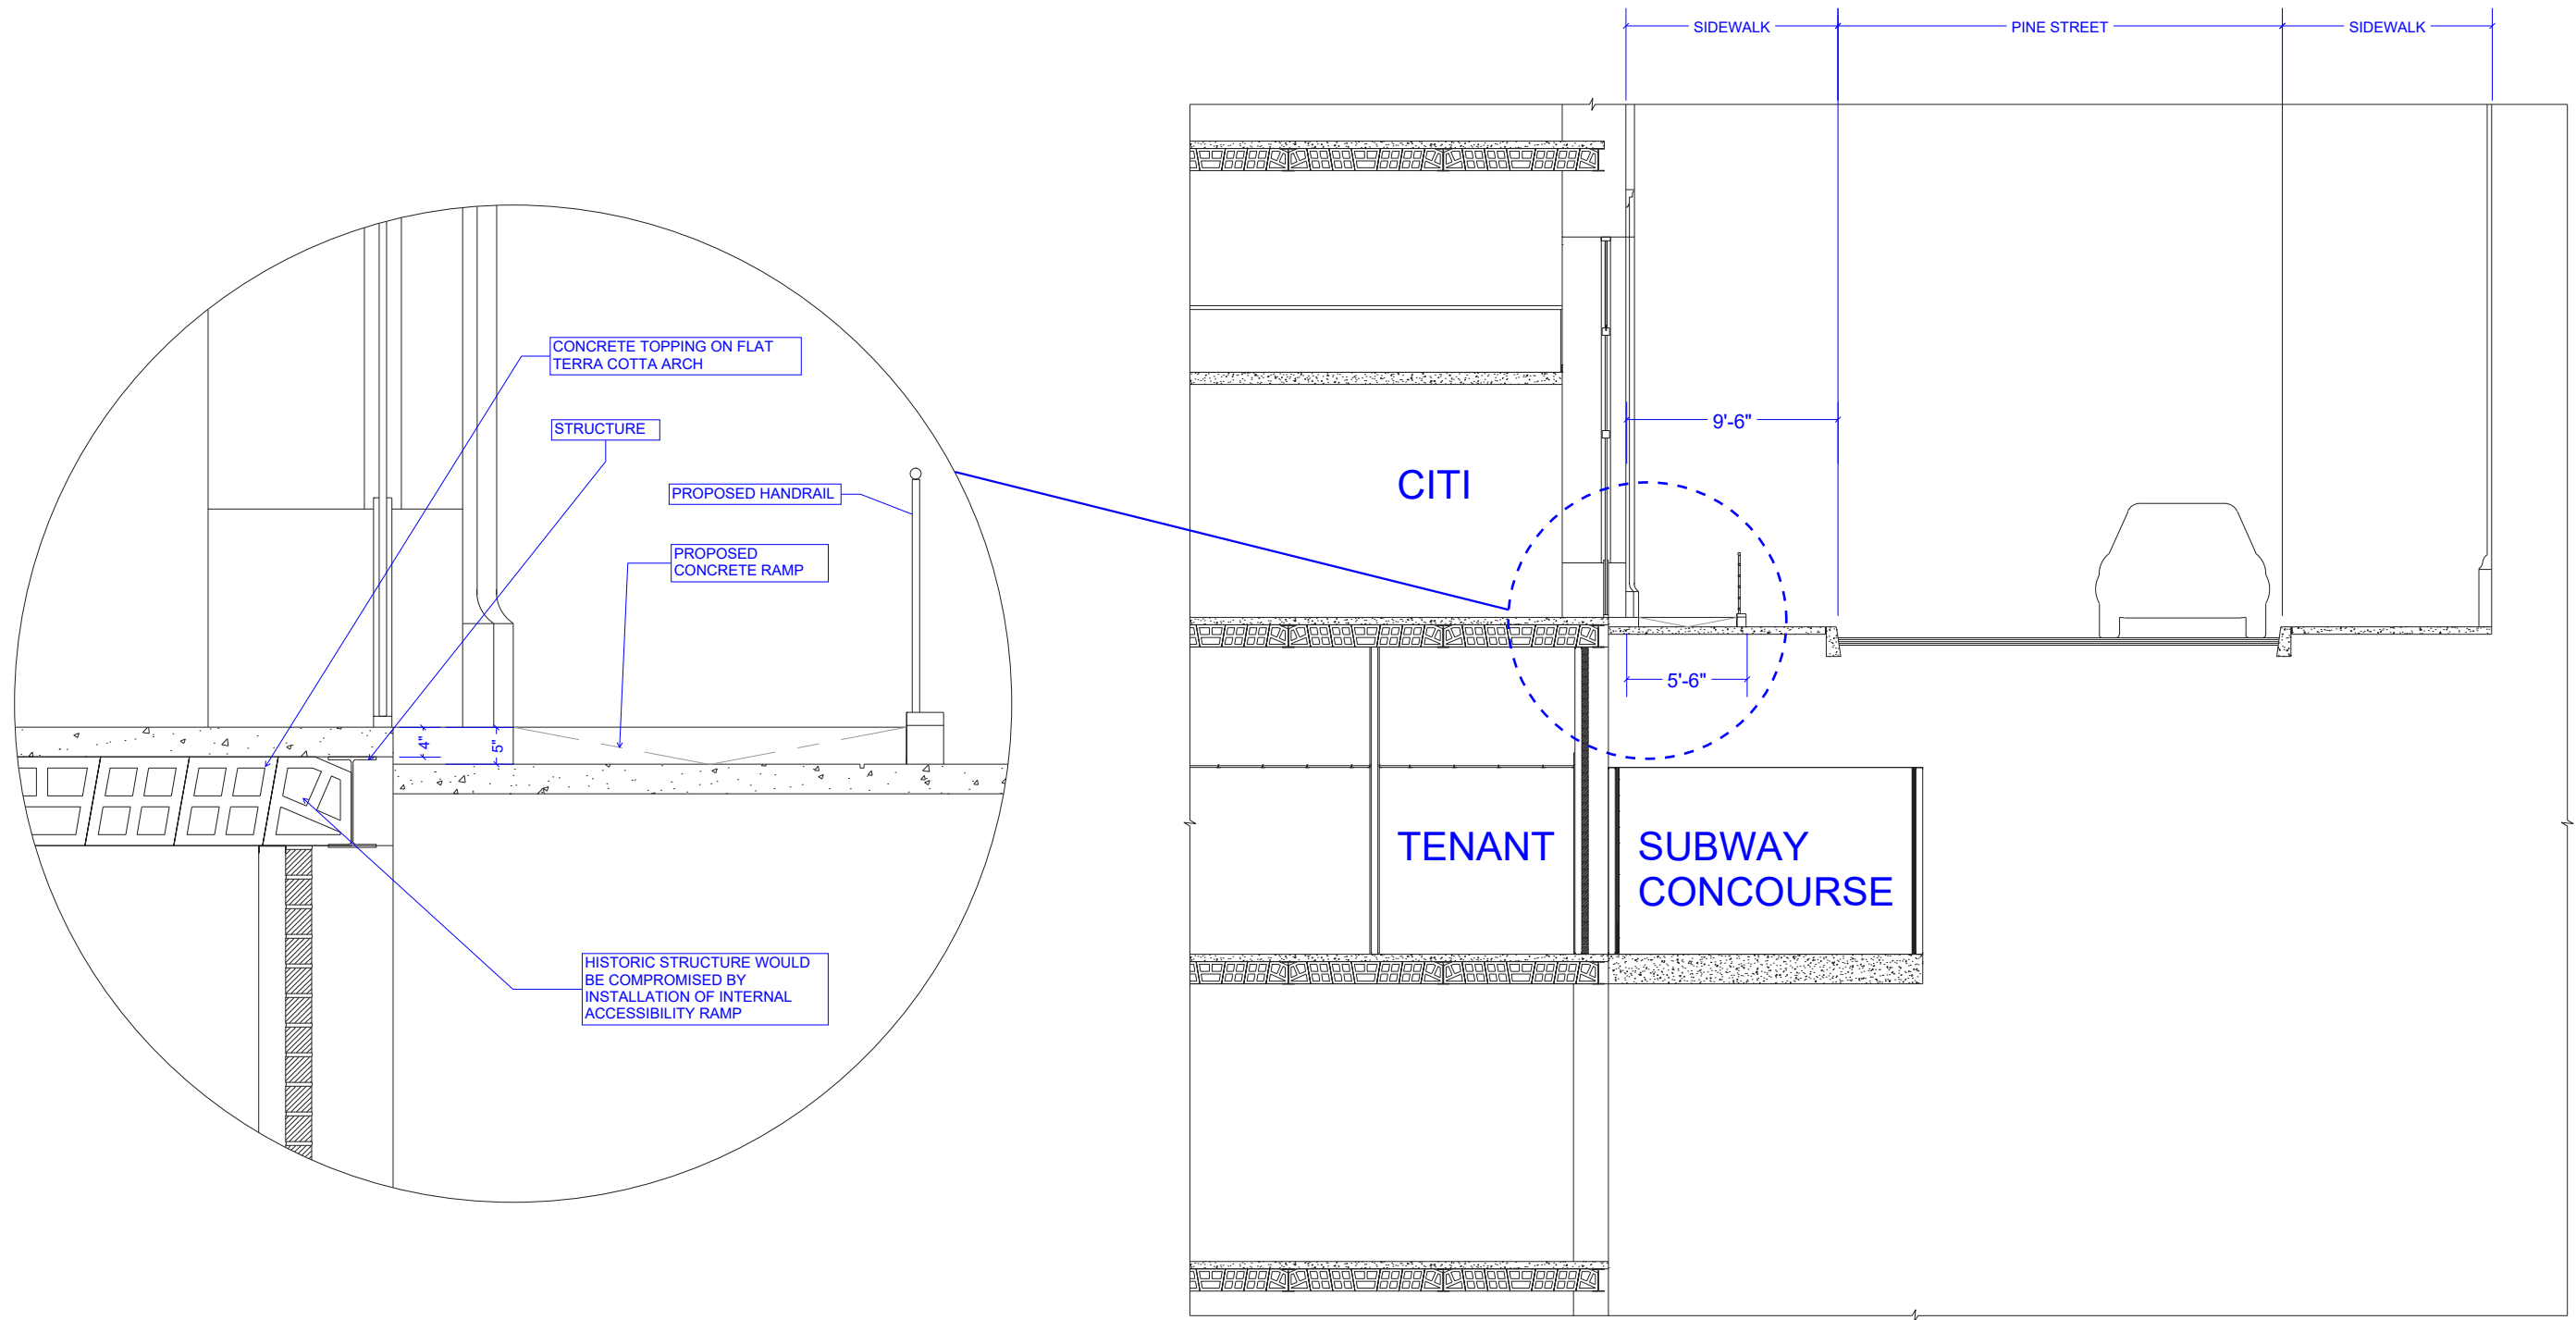 SIDEWALK
PINE STREET
SIDEWALK
CONCRETE TOPPING ON FLAT
TERRA COTTA ARCH
STRUCTURE
PROPOSED HANDRAIL
PROPOSED
CONCRETE RAMP
4"
5"
HISTORIC STRUCTURE WOULD
BE COMPROMISED BY
INSTALLATION OF INTERNAL
ACCESSIBILITY RAMP
9'-6"
CITI
5'-6"
TENANT
SUBWAY
CONCOURSE